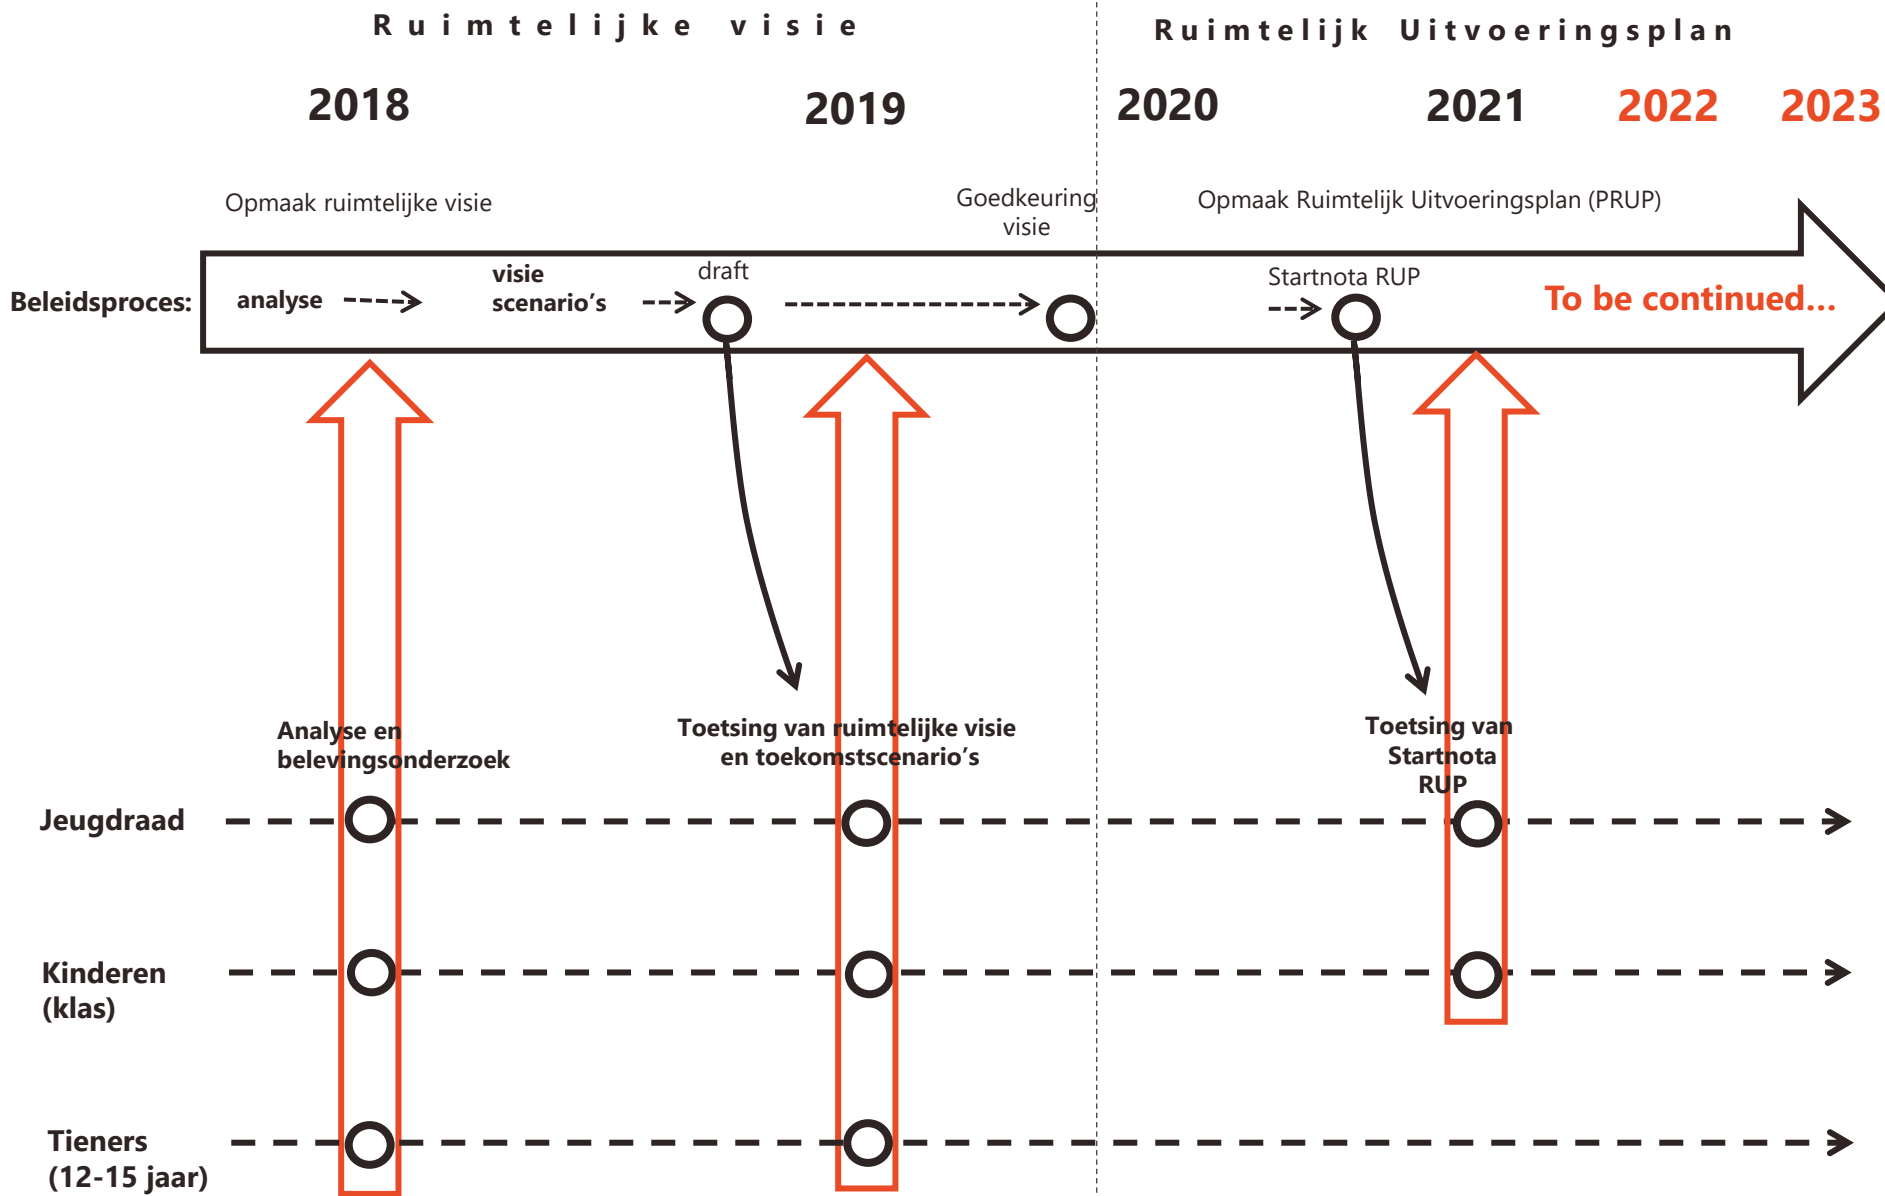 Ruimtelijke visie
Ruimtelijk Uitvoeringsplan
2018
2019
2020
2021
2022
2023
Opmaak ruimtelijke visie
Goedkeuring
visie
Opmaak Ruimtelijk Uitvoeringsplan (PRUP)
Beleidsproces:
analyse
visie
scenario’s
draft
Startnota RUP
To be continued...
Analyse en
belevingsonderzoek
Toetsing van ruimtelijke visie
en toekomstscenario’s
Toetsing van
Startnota
RUP
Jeugdraad
Kinderen
(klas)
Tieners
(12-15 jaar)